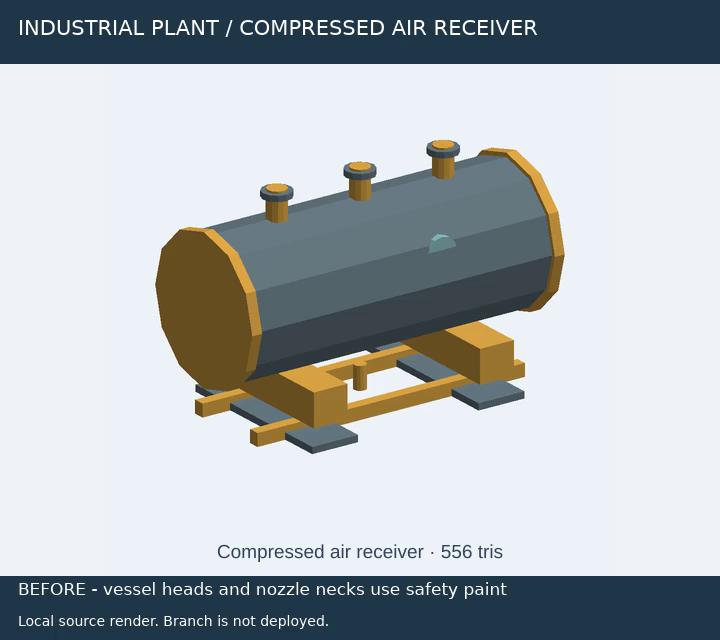 INDUSTRIAL PLANT / COMPRESSED AIR RECEIVER
Compressed air receiver · 556 tris
BEFORE - vessel heads and nozzle necks use safety paint
Local source render. Branch is not deployed.